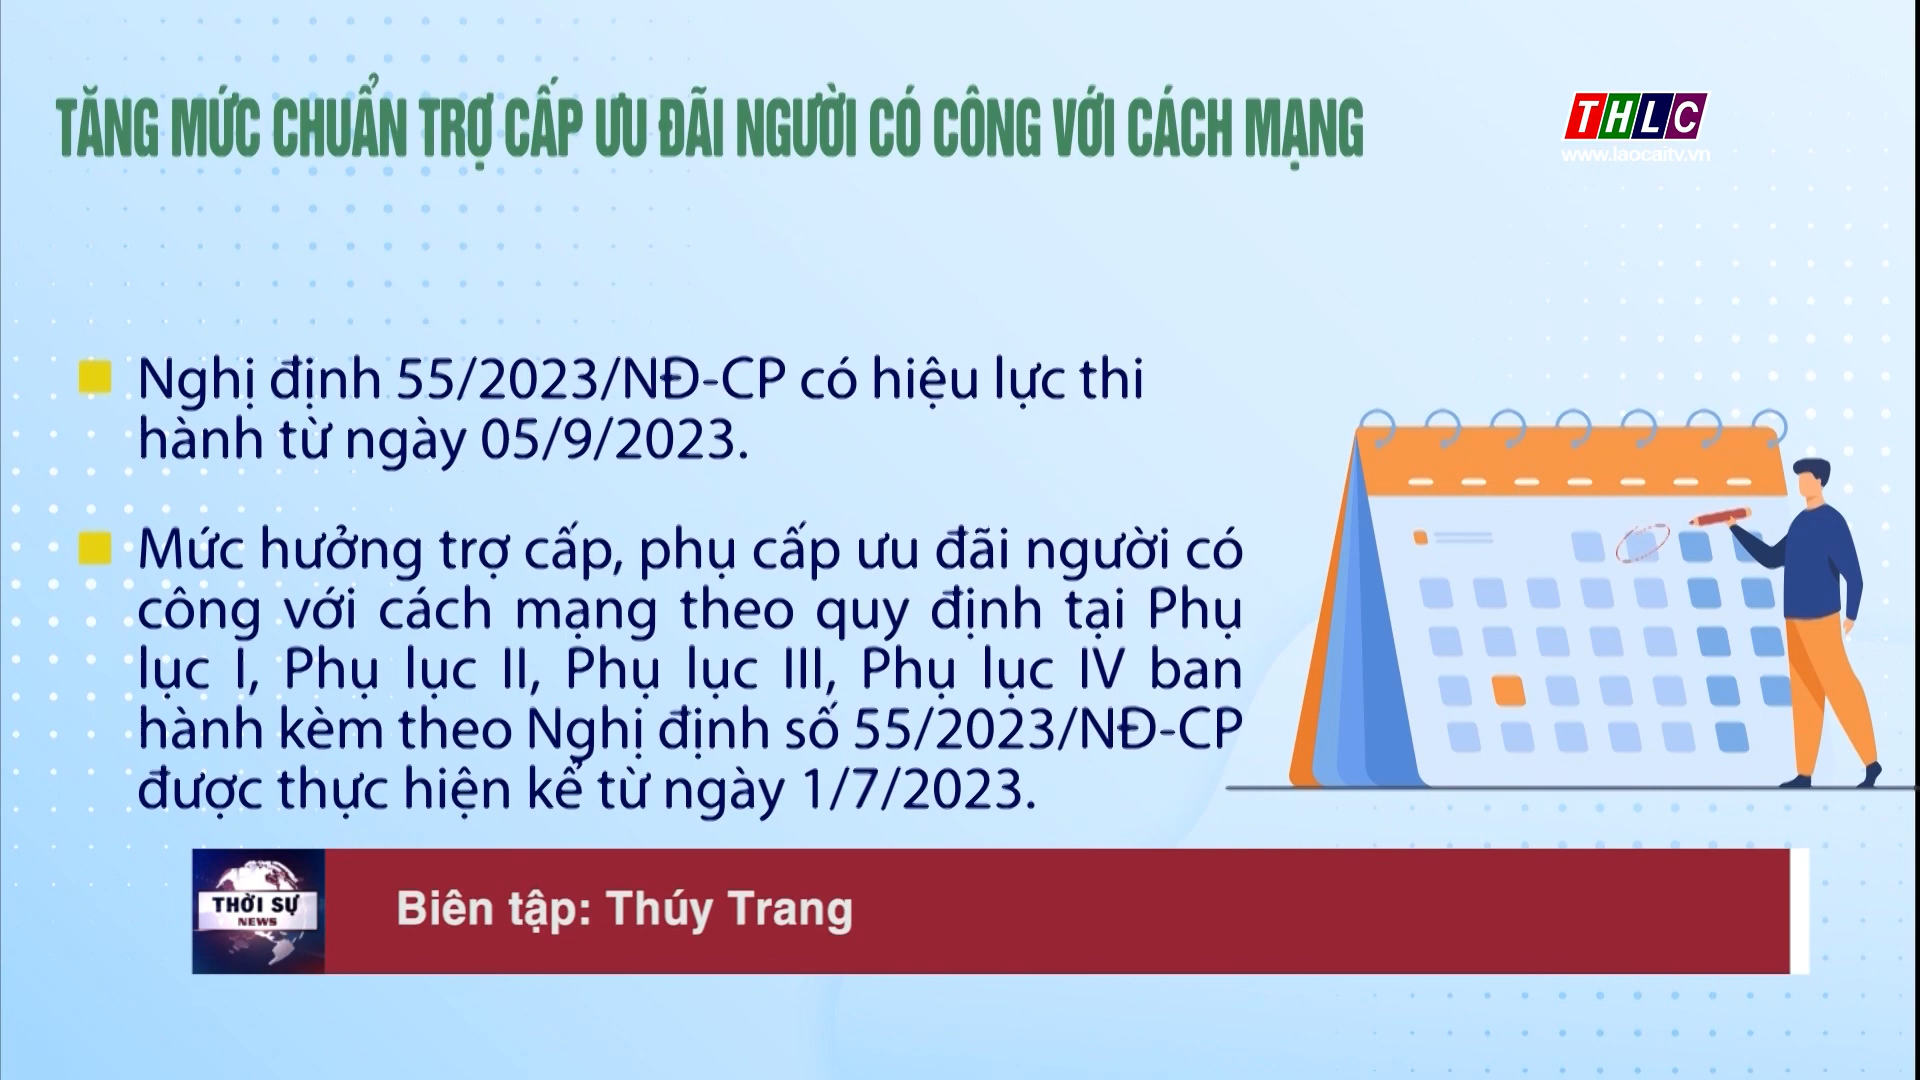 TĂNG MỨC CHUẨN TRỢ CẤP ƯU ĐÃI NGƯỜI CÓ CÔNG VỚI CÁCH MẠNG
THLC
www.laocaitv.vn
Nghị định 55/2023/NĐ-CP có hiệu lực thi
hành từ ngày 05/9/2023.
Mức hưởng trợ cấp, phụ cấp ưu đãi người có
công với cách mạng theo quy định tại Phụ
lục I, Phụ lục II, Phụ lục III, Phụ lục IV ban
hành kèm theo Nghị định số 55/2023/NĐ-CP
được thực hiện kể từ ngày 1/7/2023.
THỜI SỰ
NEWS
Biên tập: Thúy Trang